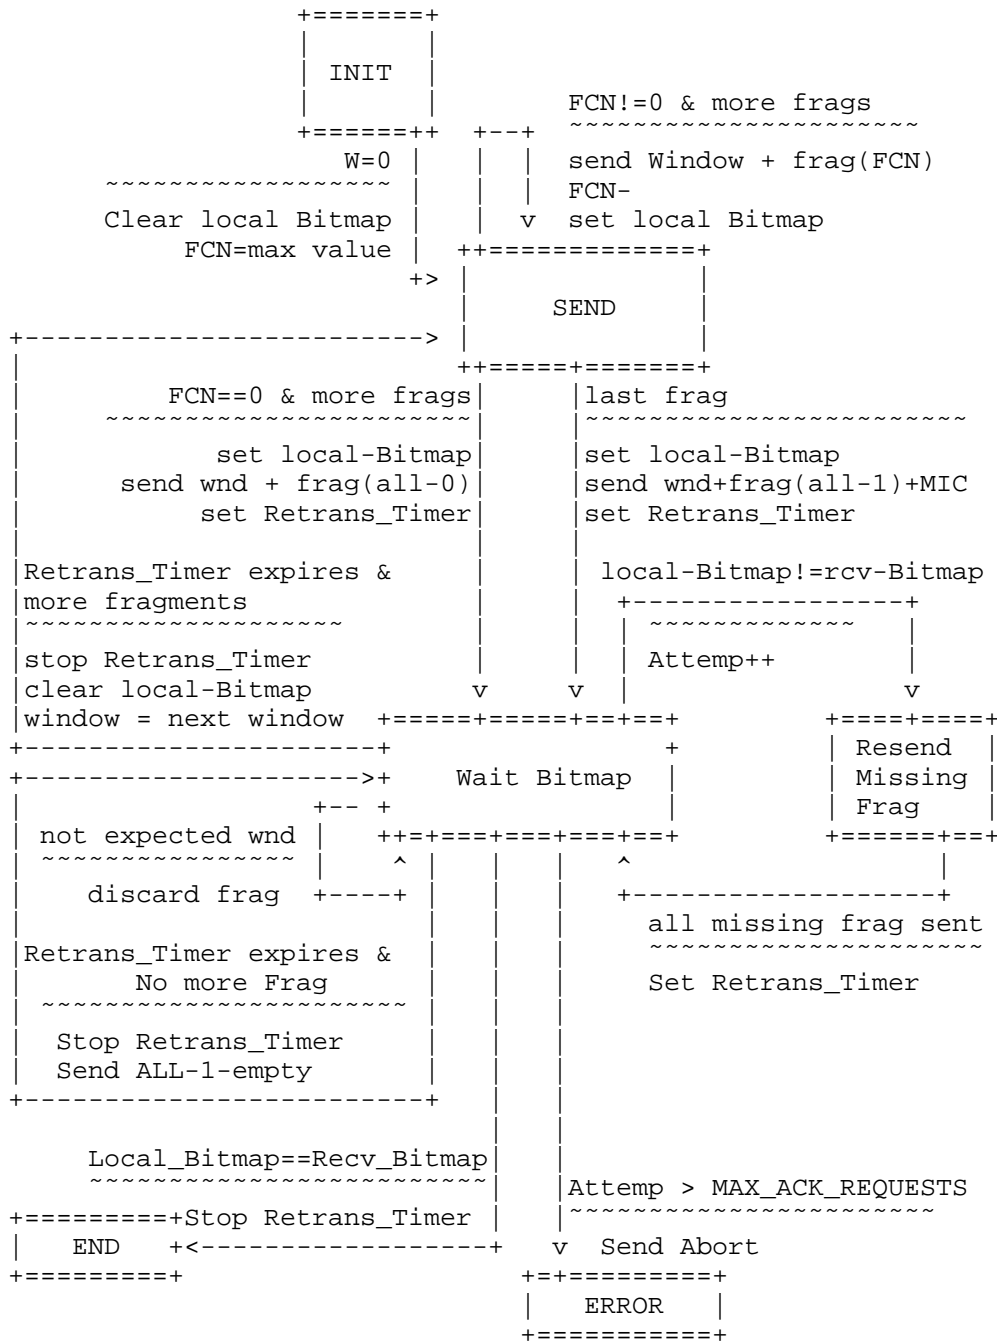 +=======+
|       |
| INIT  |
|       |  FCN!=0 & more frags
+======++  +--+  ~~~~~~~~~~~~~~~~~~~~~~
W=0 |   |  |  send Window + frag(FCN)
~~~~~~~~~~~~~~~~~~ |   |  |  FCN-
Clear local Bitmap |   |  v  set local Bitmap
FCN=max value |  ++=============+
+> |             |
|    SEND     |
+-------------------------> |             |
|  ++=====+=======+
|  FCN==0 & more frags|     |last frag
|  ~~~~~~~~~~~~~~~~~~~~~~~|     |~~~~~~~~~~~~~~~~~~~~~~~~
|  set local-Bitmap|     |set local-Bitmap
|  send wnd + frag(all-0)|     |send wnd+frag(all-1)+MIC
|  set Retrans_Timer|     |set Retrans_Timer
|  |     |
|Retrans_Timer expires &  |     | local-Bitmap!=rcv-Bitmap
|more fragments  |     |  +-----------------+
|~~~~~~~~~~~~~~~~~~~~  |     |  | ~~~~~~~~~~~~~   |
|stop Retrans_Timer  |     |  | Attemp++        |
|clear local-Bitmap  v     v  |                 v
|window = next window  +=====+=====+==+==+         +====+====+
+----------------------+                 +         | Resend  |
+--------------------->+    Wait Bitmap  |         | Missing |
|  +-- +                 |         | Frag    |
| not expected wnd |   ++=+===+===+===+==+         +======+==+
| ~~~~~~~~~~~~~~~~ |    ^ |   |   |   ^                   |
|  discard frag  +----+ |   |   |   +-------------------+
|  |   |   |     all missing frag sent
|Retrans_Timer expires &  |   |   |     ~~~~~~~~~~~~~~~~~~~~~
|  No more Frag  |   |   |     Set Retrans_Timer
| ~~~~~~~~~~~~~~~~~~~~~~~ |   |   |
|  Stop Retrans_Timer  |   |   |
|  Send ALL-1-empty  |   |   |
+-------------------------+   |   |
|   |
Local_Bitmap==Recv_Bitmap|   |
~~~~~~~~~~~~~~~~~~~~~~~~~|   |Attemp > MAX_ACK_REQUESTS
+=========+Stop Retrans_Timer |   |~~~~~~~~~~~~~~~~~~~~~~~
|   END   +<------------------+   v  Send Abort
+=========+                     +=+=========+
|   ERROR   |
+===========+